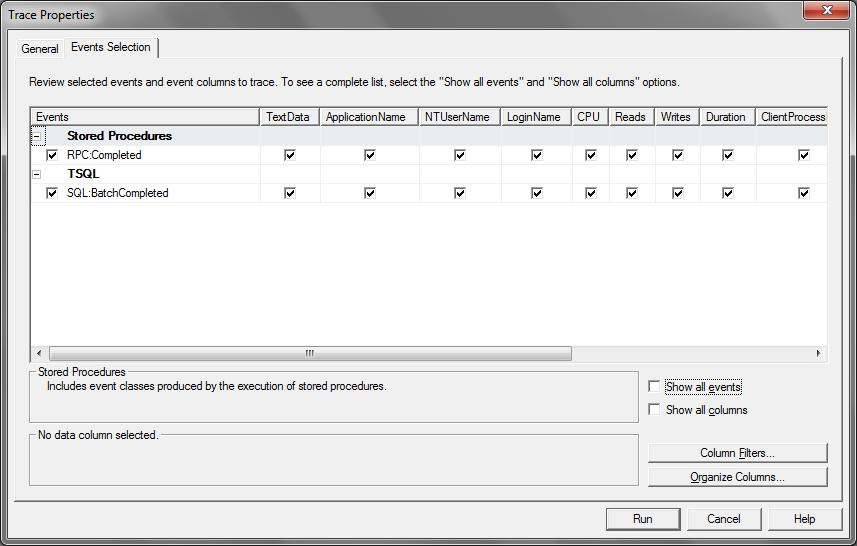 Trace Properties
General
Events Selection
Review selected events and event columns to trace. To see a complete list, select the "Show all events" and "Show all columns" options.
Events TextData ApplicationName NTUserName LoginName CPU Reads Writes Duration ClientProcess
Stored Procedures
RPC:Completed
TSQL
SQL:BatchCompleted
Stored Procedures
Includes event classes produced by the execution of stored procedures.
Show all events
Show all columns
No data column selected.
Column Filters...
Organize Columns...
Run
Cancel
Help